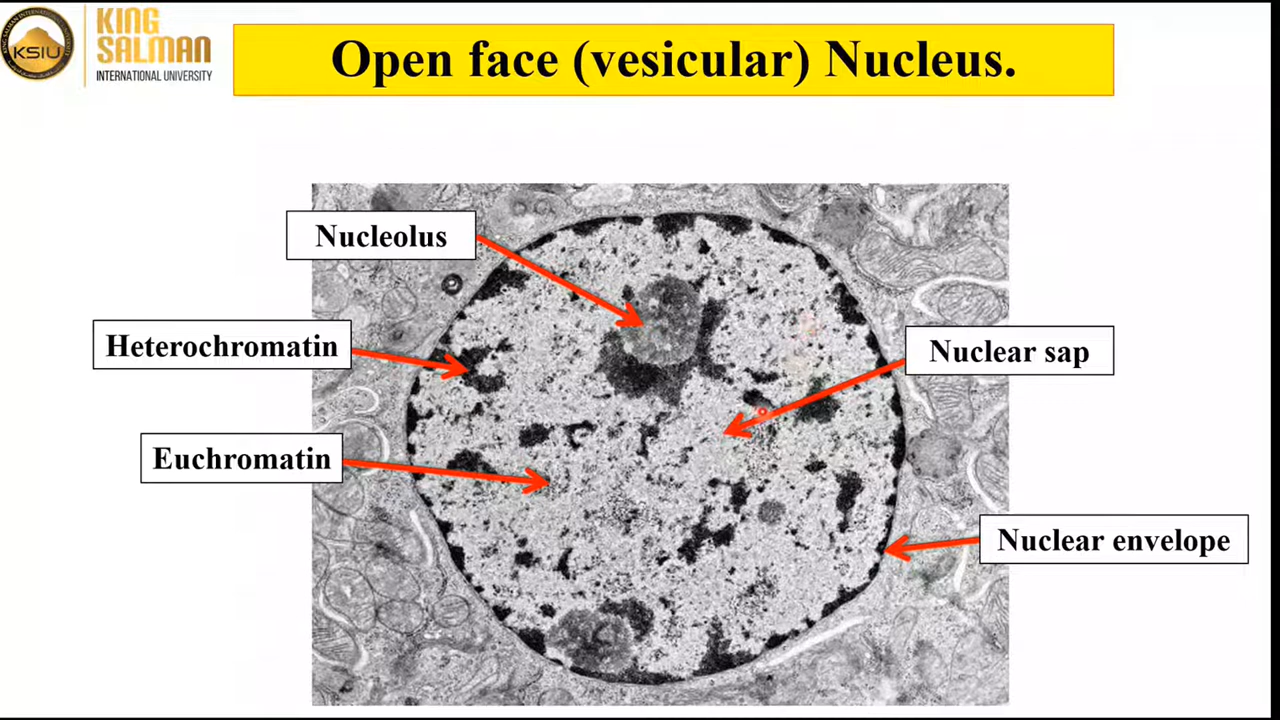 KSIU
KING
SALMAN
INTERNATIONAL UNIVERSITY
Open face (vesicular) Nucleus.
Nucleolus
Heterochromatin
Nuclear sap
Euchromatin
Nuclear envelope